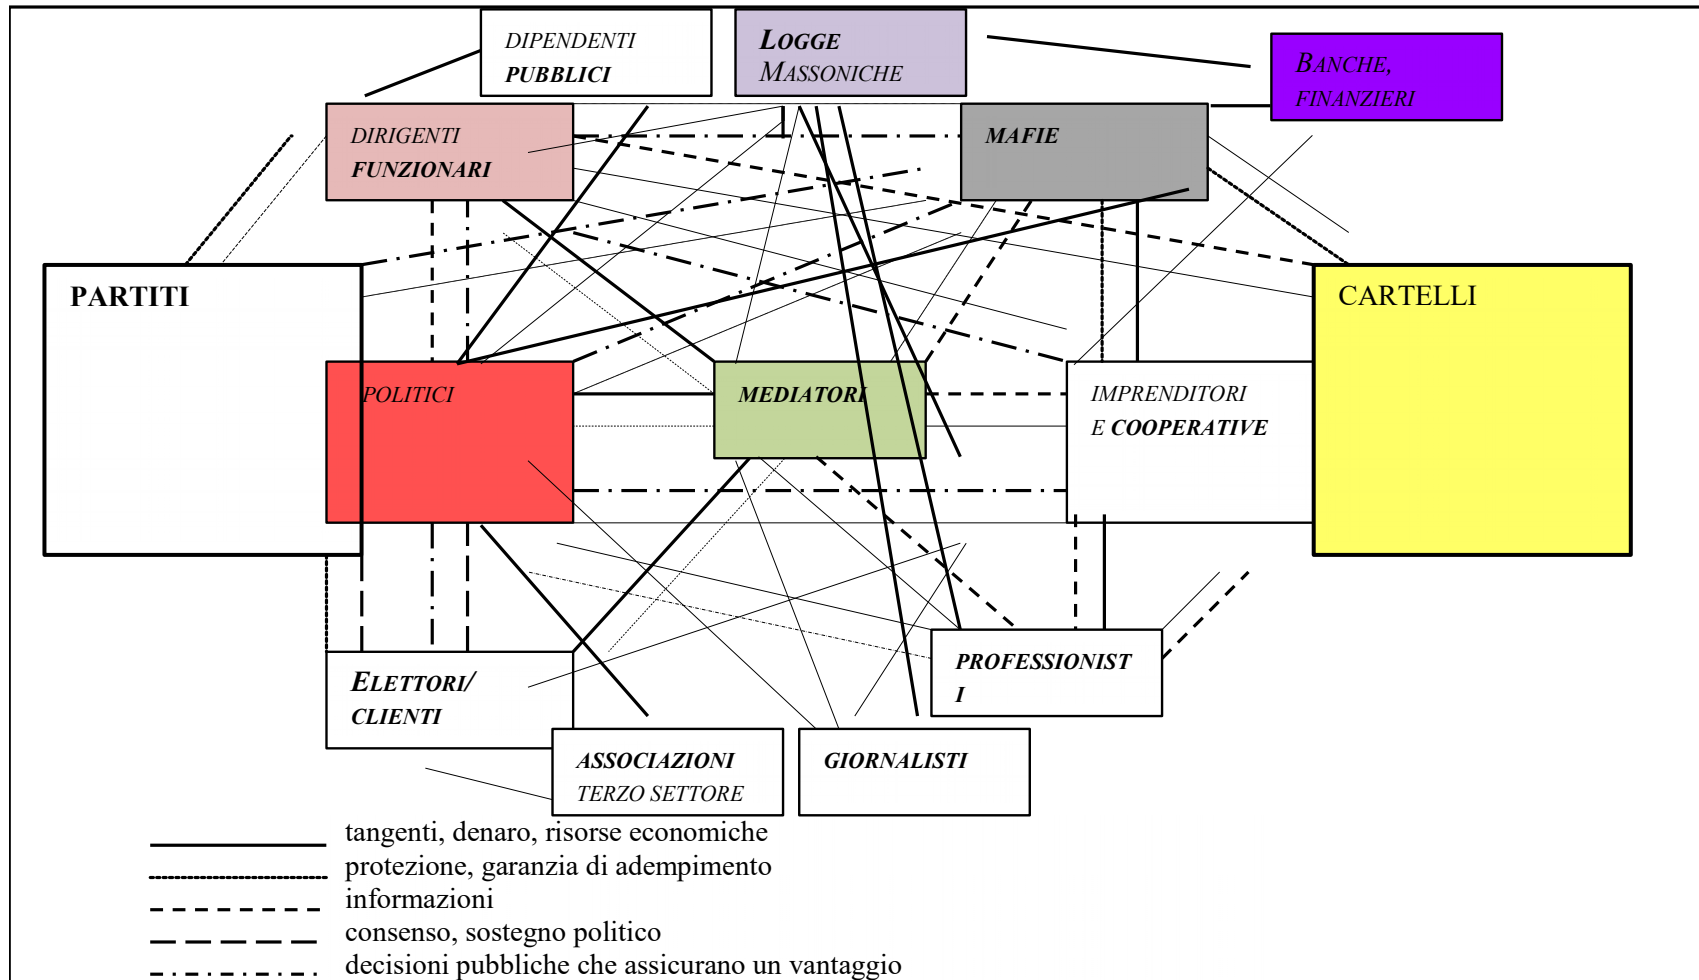 DIPENDENTI
PUBBLICI
LOGGE
MASSONICHE
BANCHE,
FINANZIERI
DIRIGENTI
FUNZIONARI
MAFIE
PARTITI
CARTELLI
POLITICI
MEDIATORI
IMPRENDITORI
E COOPERATIVE
ELETTORI/
CLIENTI
PROFESSIONIST
I
ASSOCIAZIONI
TERZO SETTORE
GIORNALISTI
tangenti, denaro, risorse economiche
protezione, garanzia di adempimento
informazioni
consenso, sostegno politico
decisioni pubbliche che assicurano un vantaggio